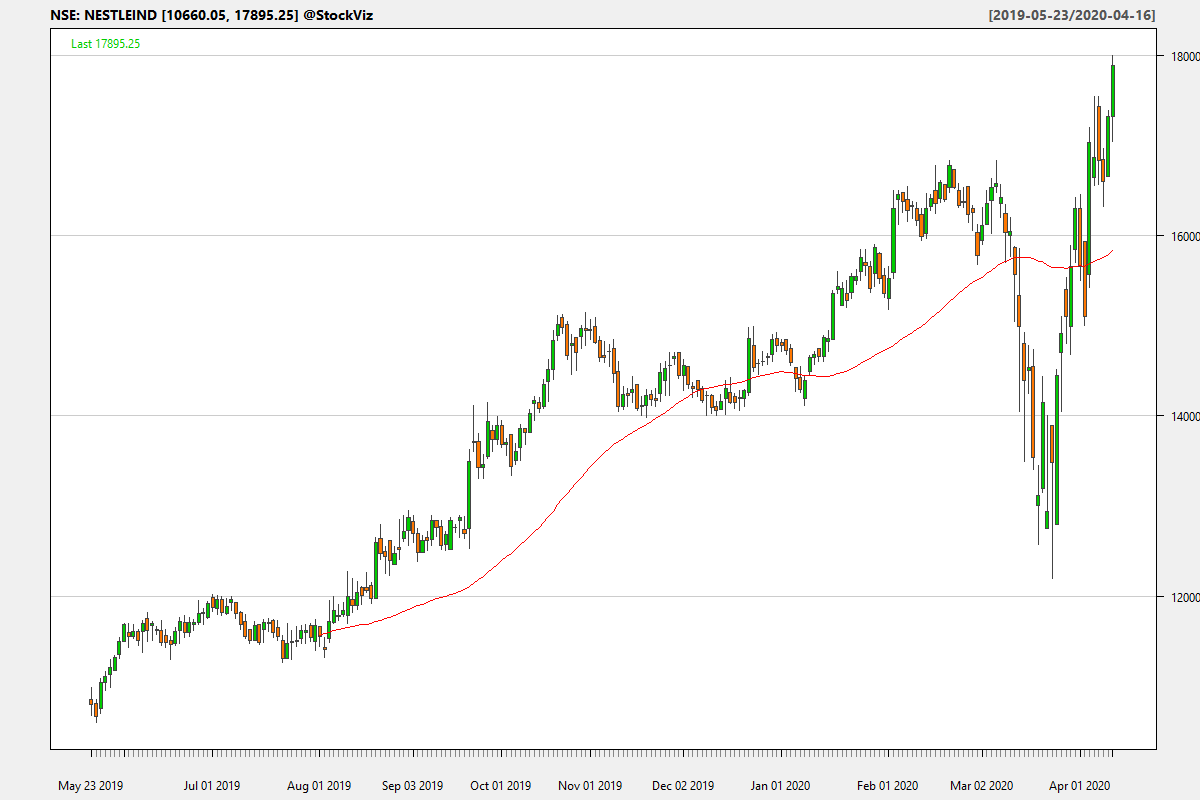 NSE: NESTLEIND [10660.05, 17895.25] @StockViz [2019-05-23/2020-04-16]
Last 17895.25
18000
16000
14000
12000
May 23 2019 Jul 01 2019 Aug 01 2019 Sep 03 2019 Oct 01 2019 Nov 01 2019 Dec 02 2019 Jan 01 2020 Feb 01 2020 Mar 02 2020 Apr 01 2020